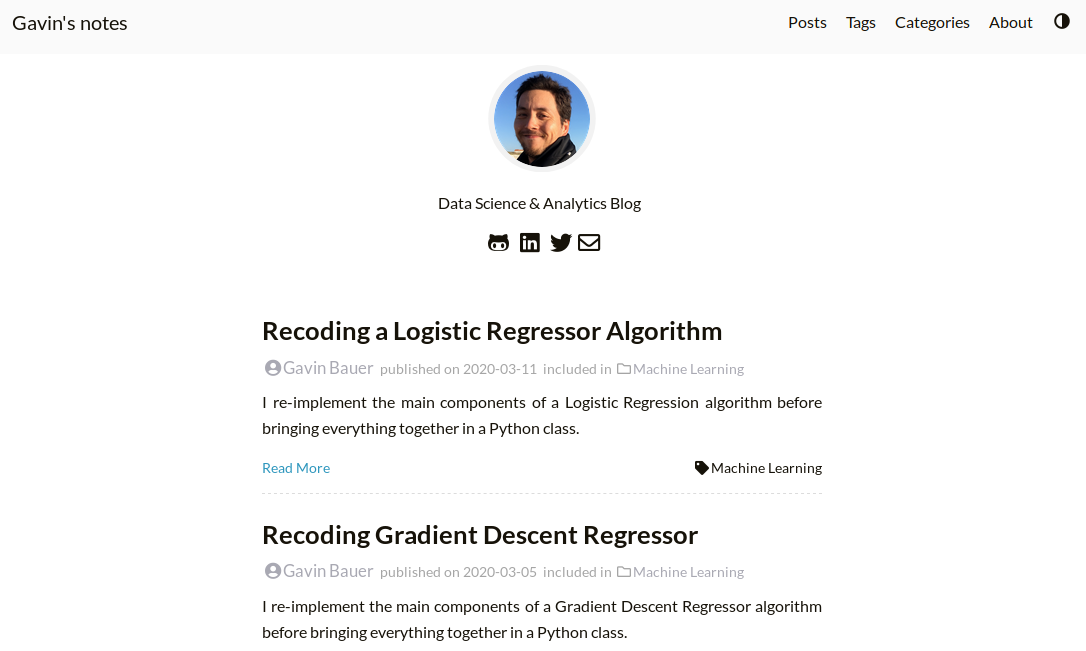 Gavin's notes
Posts Tags Categories About
Data Science & Analytics Blog
Recoding a Logistic Regressor Algorithm
Gavin Bauer published on 2020-03-11 included in Machine Learning
I re-implement the main components of a Logistic Regression algorithm before
bringing everything together in a Python class.
Read More Machine Learning
Recoding Gradient Descent Regressor
Gavin Bauer published on 2020-03-05 included in Machine Learning
I re-implement the main components of a Gradient Descent Regressor algorithm
before bringing everything together in a Python class.